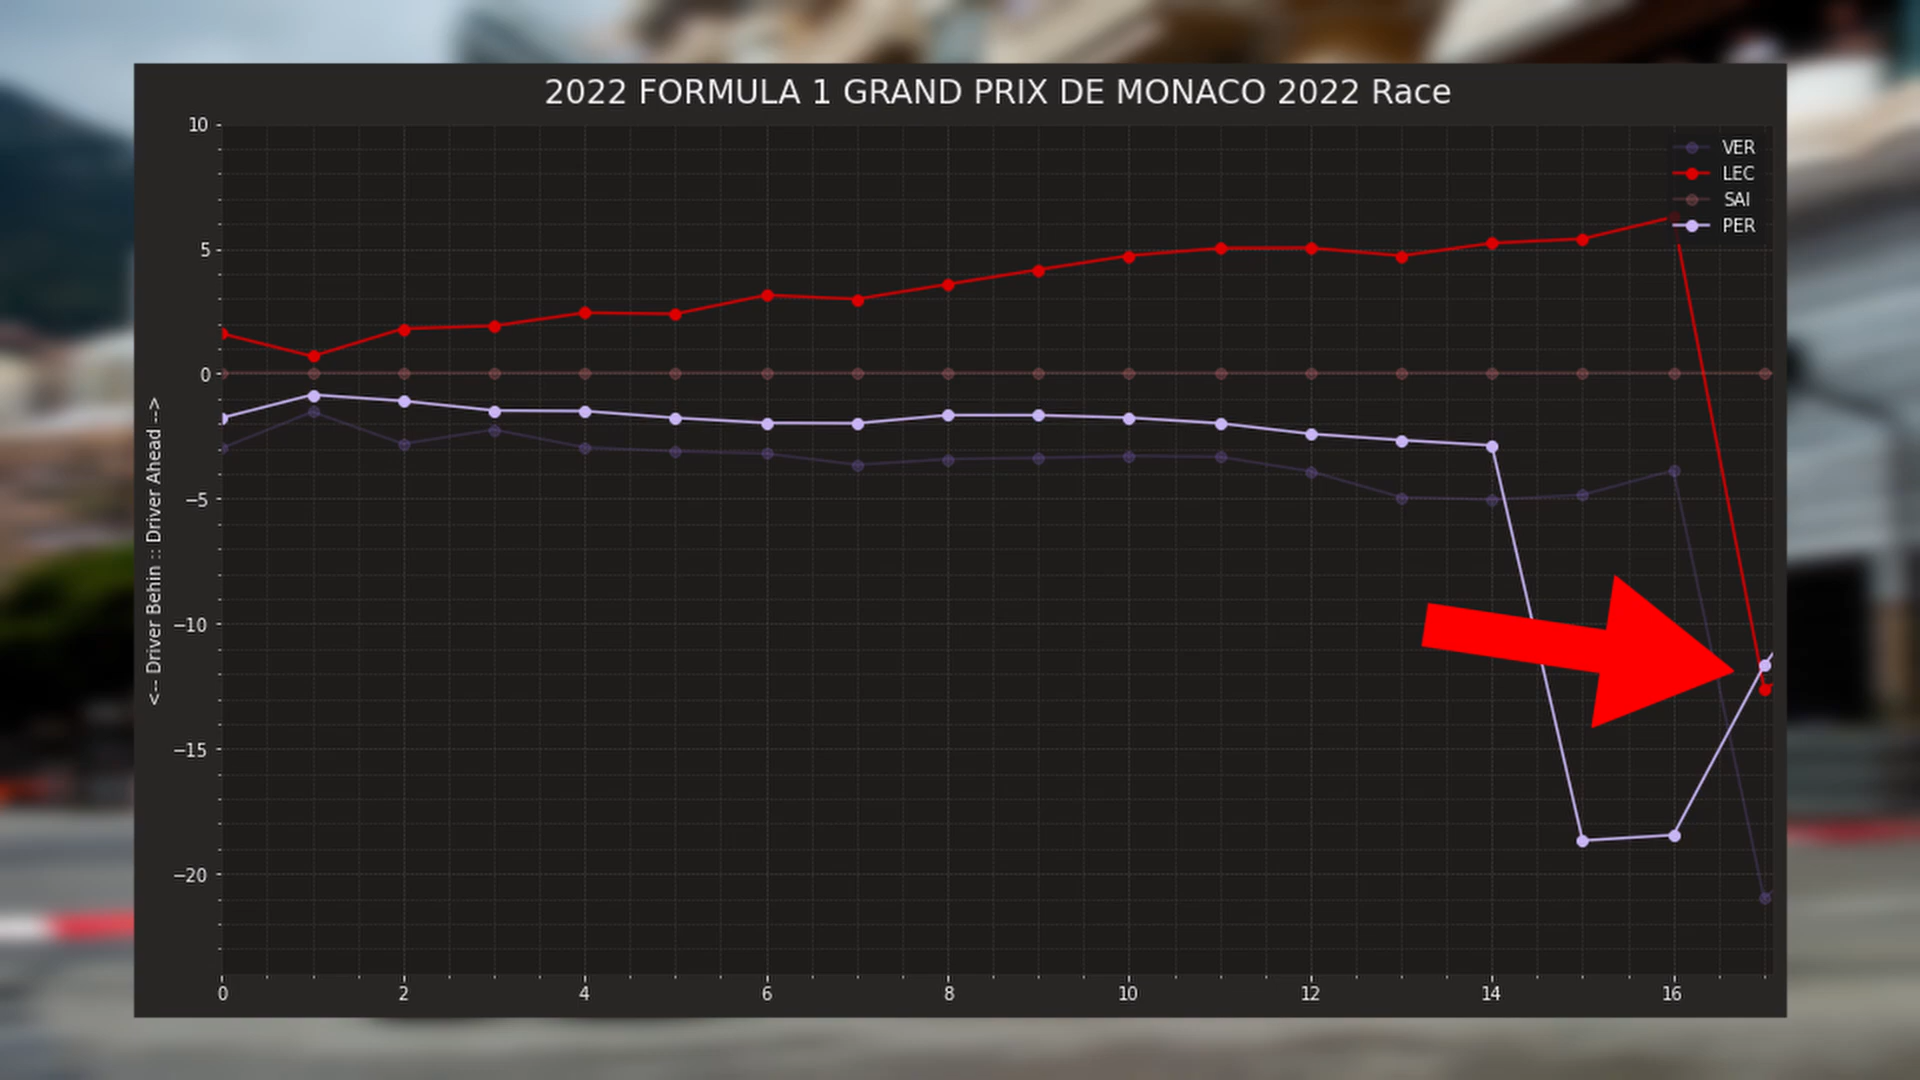 2022 FORMULA 1 GRAND PRIX DE MONACO 2022 Race
10
5
0
−5
−10
−15
−20
<-- Driver Behin :: Driver Ahead -->
VER
LEC
SAI
PER
0 2 4 6 8 10 12 14 16